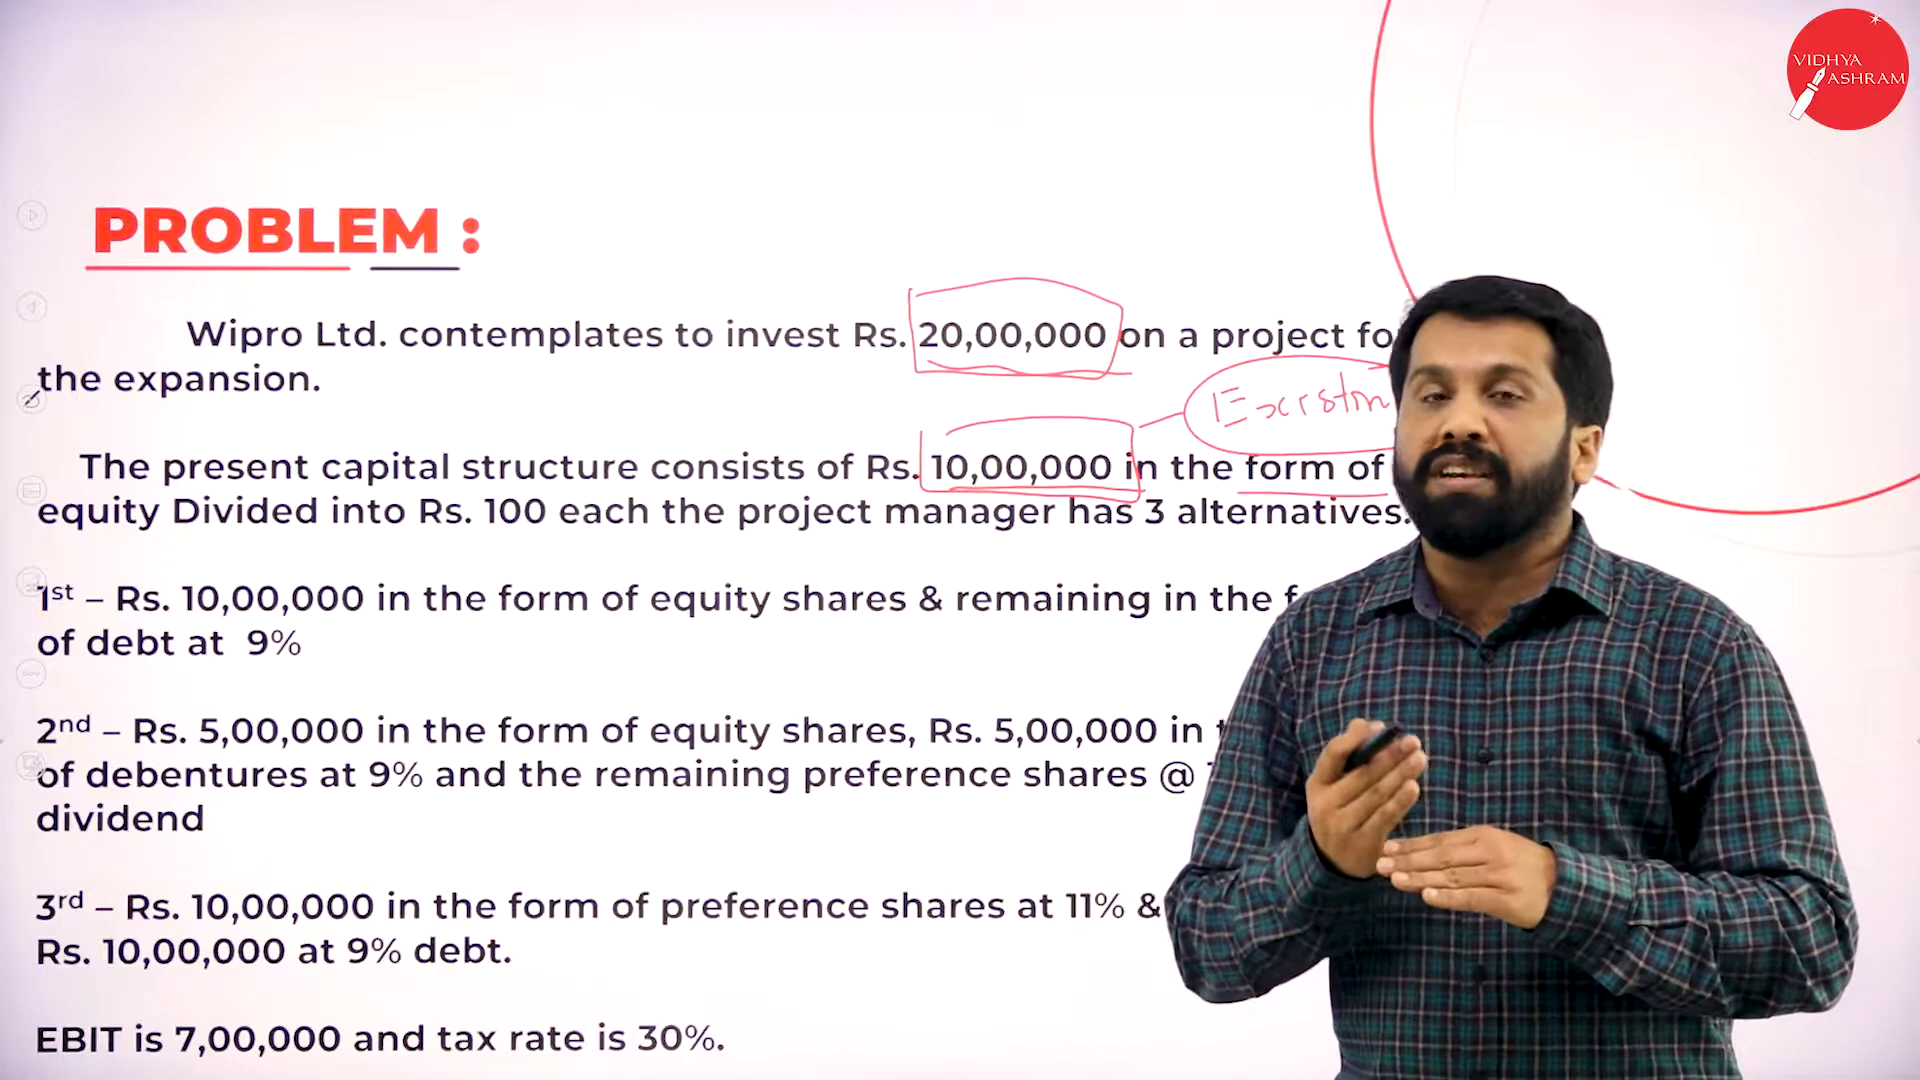 VIDHYA
ASHRAM
PROBLEM :
Wipro Ltd. contemplates to invest Rs. 20,00,000 on a project fo
the expansion.
The present capital structure consists of Rs. 10,00,000 in the form of
equity Divided into Rs. 100 each the project manager has 3 alternatives.
1st – Rs. 10,00,000 in the form of equity shares & remaining in the f
of debt at 9%
2nd – Rs. 5,00,000 in the form of equity shares, Rs. 5,00,000 in t
of debentures at 9% and the remaining preference shares @
dividend
3rd – Rs. 10,00,000 in the form of preference shares at 11% &
Rs. 10,00,000 at 9% debt.
EBIT is 7,00,000 and tax rate is 30%.